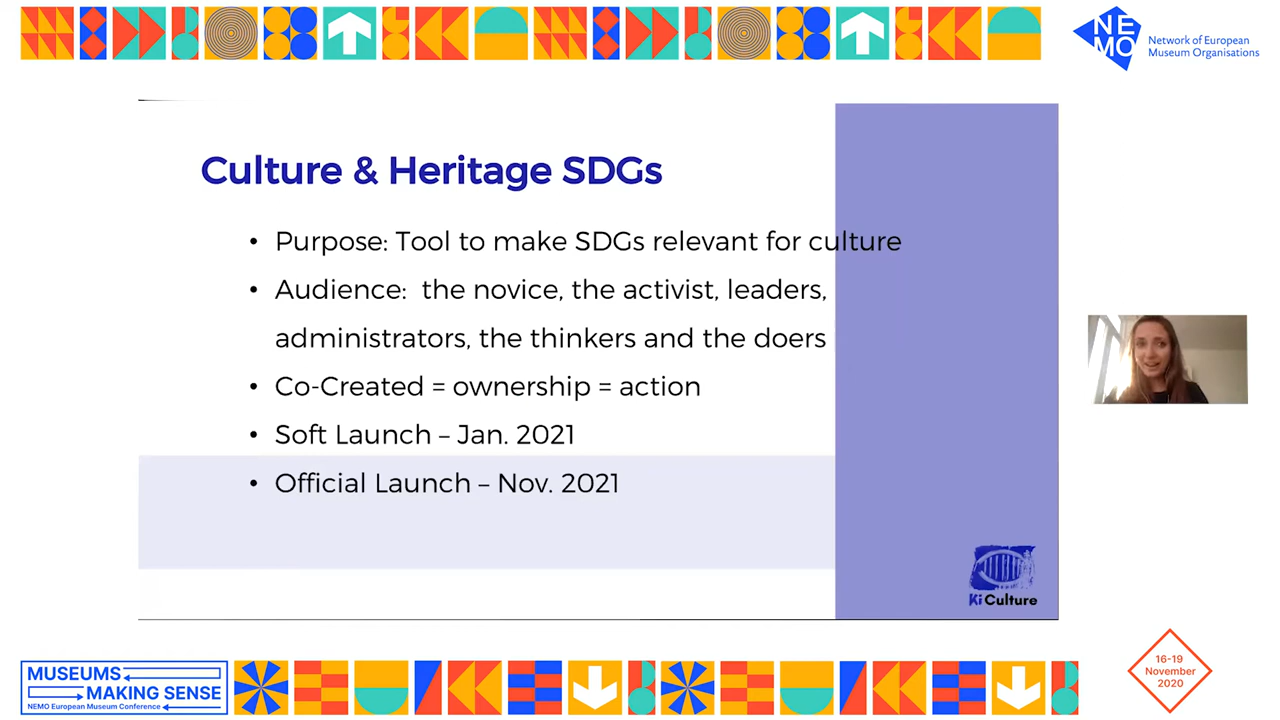 NE
MO
Network of European
Museum Organisations
Culture & Heritage SDGs
• Purpose: Tool to make SDGs relevant for culture
• Audience:  the novice, the activist, leaders,
administrators, the thinkers and the doers
• Co-Created = ownership = action
• Soft Launch – Jan. 2021
• Official Launch – Nov. 2021
Ki Culture
MUSEUMS
MAKING SENSE
NEMO European Museum Conference
16-19
November
2020